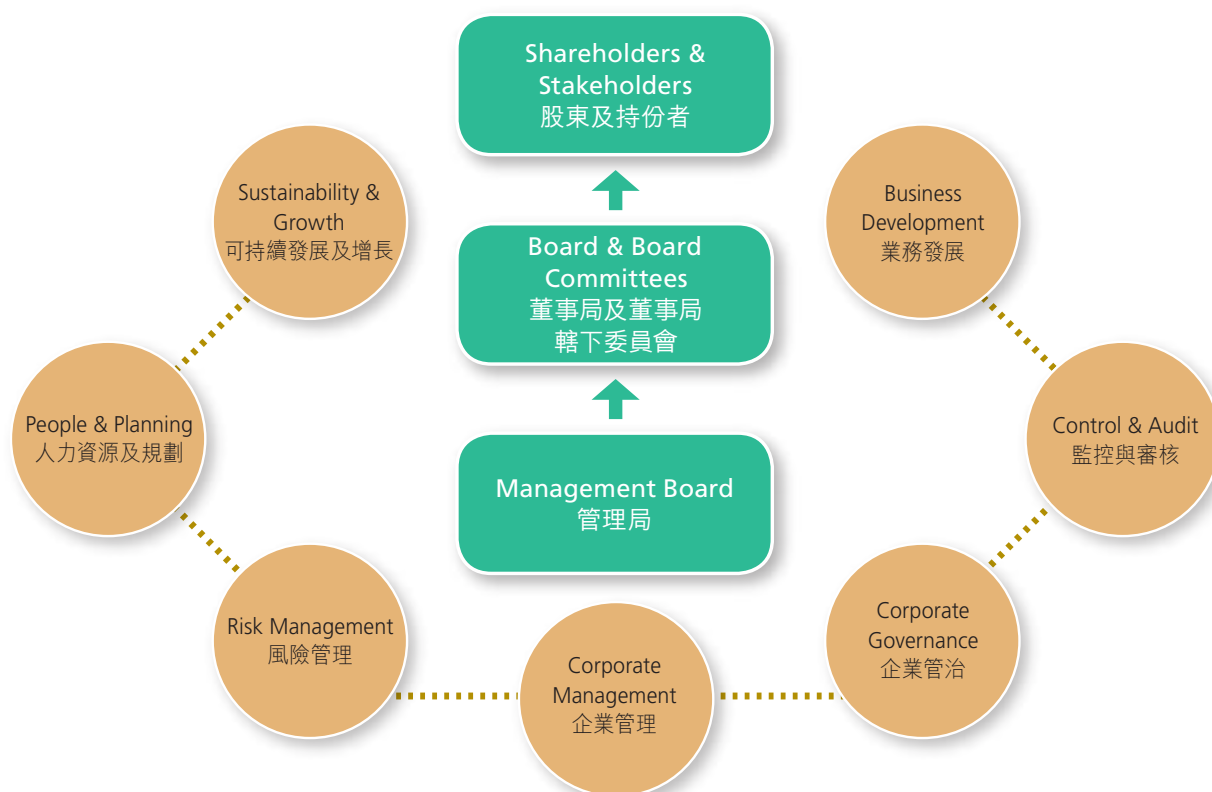 Shareholders &
Stakeholders
股東及持份者
Sustainability &
Growth
可持續發展及增長
Business
Development
業務發展
Board & Board
Committees
董事局及董事局
轄下委員會
People & Planning
人力資源及規劃
Control & Audit
監控與審核
Management Board
管理局
Risk Management
風險管理
Corporate
Management
企業管理
Corporate
Governance
企業管治